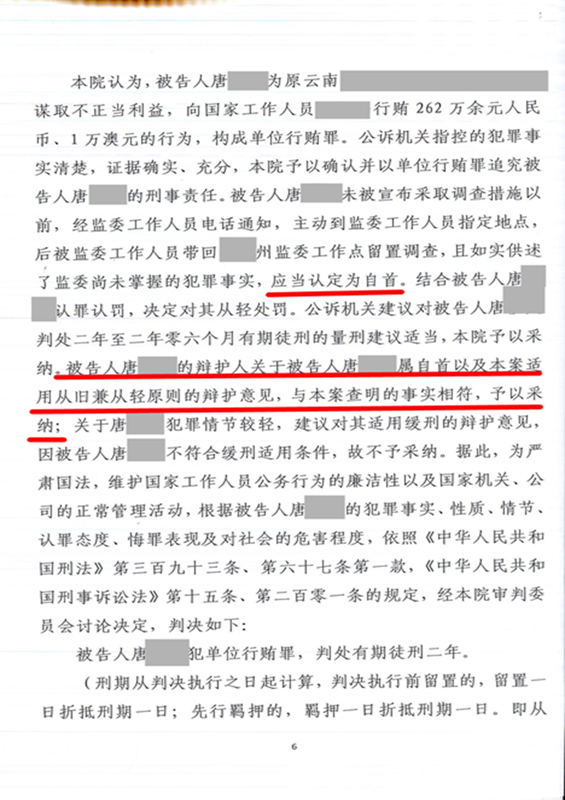 本院认为,被告人唐 为原云南
谋取不正当利益,向国家工作人员 行贿262万余元人民
币、1万澳元的行为,构成单位行贿罪。公诉机关指控的犯罪事
实清楚,证据确实、充分,本院予以确认并以单位行贿罪追究被
告人唐 的刑事责任。被告人唐 未被宣布采取调查措施以
前,经监委工作人员电话通知,主动到监委工作人员指定地点,
后被监委工作人员带回 州监委工作点留置调查,且如实供述
了监委尚未掌握的犯罪事实,应当认定为自首。结合被告人唐
认罪认罚,决定对其从轻处罚。公诉机关建议对被告人唐
判处二年至二年零六个月有期徒刑的量刑建议适当,本院予以采
纳。被告人唐 的辩护人关于被告人唐 属自首以及本案适
用从旧兼从轻原则的辩护意见,与本案查明的事实相符,予以采
纳;关于唐 犯罪情节较轻,建议对其适用缓刑的辩护意见,
因被告人唐 不符合缓刑适用条件,故不予采纳。据此,为严
肃国法,维护国家工作人员公务行为的廉洁性以及国家机关、公
司的正常管理活动,根据被告人唐 的犯罪事实、性质、情节、
认罪态度、悔罪表现及对社会的危害程度,依照《中华人民共和
国刑法》第三百九十三条、第六十七条第一款,《中华人民共和
国刑事诉讼法》第十五条、第二百零一条的规定,经本院审判委
员会讨论决定,判决如下:
被告人唐 犯单位行贿罪,判处有期徒刑二年。
(刑期从判决执行之日起计算,判决执行前留置的,留置一
日折抵刑期一日;先行羁押的,羁押一日折抵刑期一日。即从
6